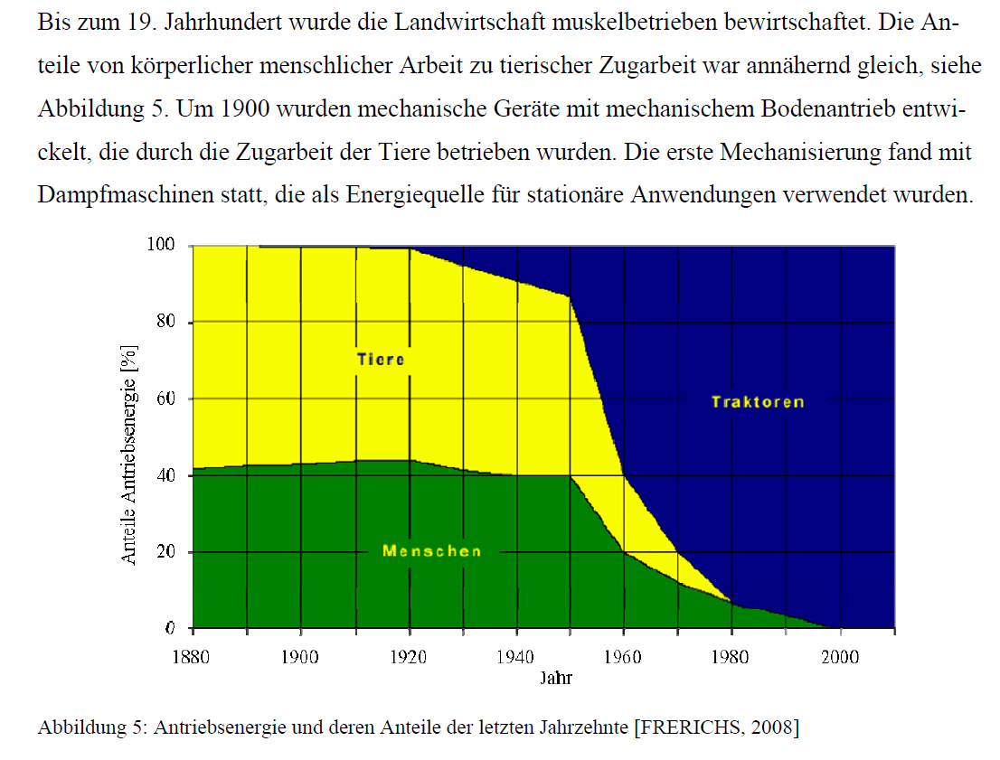 Bis zum 19. Jahrhundert wurde die Landwirtschaft muskelbetrieben bewirtschaftet. Die An-
teile von körperlicher menschlicher Arbeit zu tierischer Zugarbeit war annähernd gleich, siehe
Abbildung 5. Um 1900 wurden mechanische Geräte mit mechanischem Bodenantrieb entwi-
ckelt, die durch die Zugarbeit der Tiere betrieben wurden. Die erste Mechanisierung fand mit
Dampfmaschinen statt, die als Energiequelle für stationäre Anwendungen verwendet wurden.
Anteile Antriebsenergie [%]
100
80
60
40
20
0
Tiere
Traktoren
Menschen
1880 1900 1920 1940 1960 1980 2000
Jahr
Abbildung 5: Antriebsenergie und deren Anteile der letzten Jahrzehnte [FRERICHS, 2008]